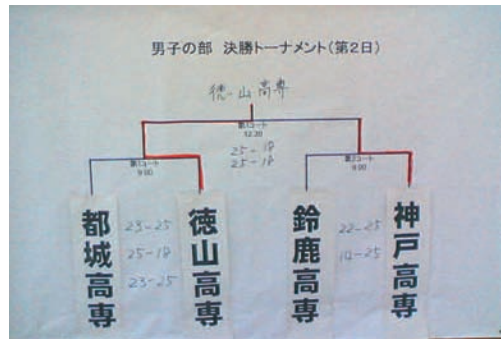 男子の部 決勝トーナメント(第2日)
徳山高専
第1コート
12:20
25-18
25-18
第1コート
9:00
第2コート
9:00
都城高専
23-25
25-18
23-25
徳山高専
鈴鹿高専
22-25
18-25
神戸高専